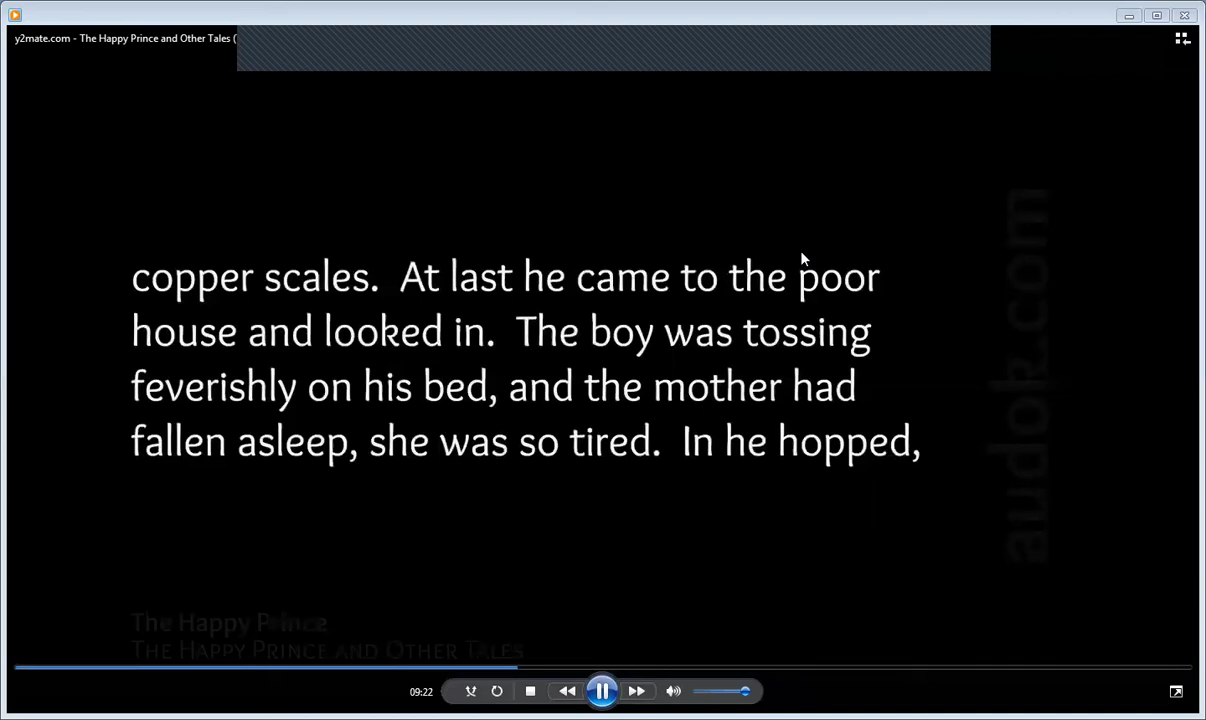 y2mate.com - The Happy Prince and Other Tales (
copper scales. At last he came to the poor
house and looked in. The boy was tossing
feverishly on his bed, and the mother had
fallen asleep, she was so tired. In he hopped,
audok.com
The Happy Prince
THE HAPPY PRINCE AND OTHER TALES
09:22